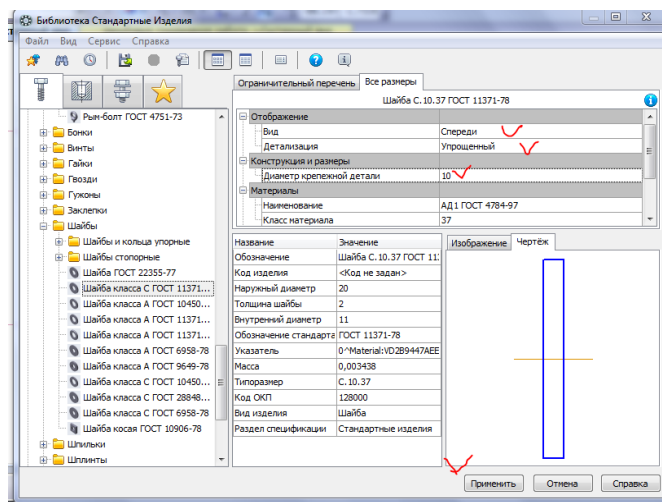 Библиотека Стандартные Изделия
Файл Вид Сервис Справка
Рым-болт ГОСТ 4751-73
Бонки
Винты
Гайки
Гвозди
Гужоны
Заклепки
Шайбы
Шайбы и кольца упорные
Шайбы стопорные
Шайба ГОСТ 22355-77
Шайба класса C ГОСТ 11371...
Шайба класса A ГОСТ 10450...
Шайба класса A ГОСТ 11371...
Шайба класса A ГОСТ 11371...
Шайба класса A ГОСТ 6958-78
Шайба класса A ГОСТ 9649-78
Шайба класса C ГОСТ 10450...
Шайба класса C ГОСТ 28848...
Шайба класса C ГОСТ 6958-78
Шайба косая ГОСТ 10906-78
Шпильки
Шплинты
Ограничительный перечень Все размеры
Шайба C.10.37 ГОСТ 11371-78
Отображение
Вид Спереди
Детализация Упрощенный
Конструкция и размеры
Диаметр крепежной детали 10
Материалы
Наименование АД1 ГОСТ 4784-97
Класс материала 37
Название Значение
Обозначение Шайба C.10.37 ГОСТ 11
Код изделия <Код не задан>
Наружный диаметр 20
Толщина шайбы 2
Внутренний диаметр 11
Обозначение стандарта ГОСТ 11371-78
Указатель 0^Material:VD2B9447AEE
Масса 0,003438
Типоразмер C.10.37
Код ОКП 128000
Вид изделия Шайба
Раздел спецификации Стандартные изделия
Изображение Чертёж
Применить Отмена Справка